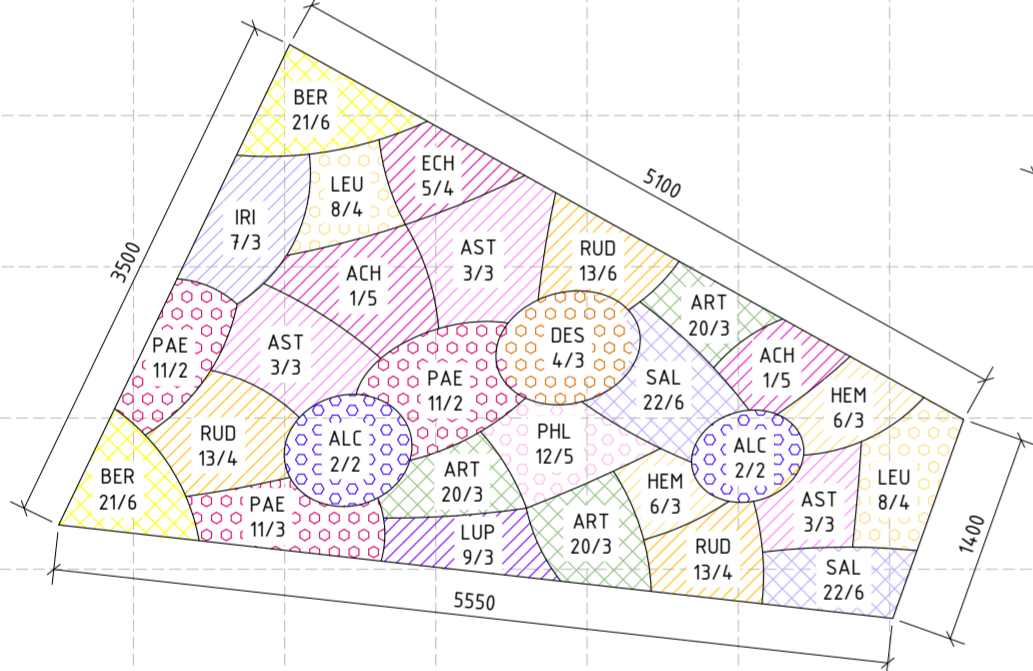 BER
21/6
ECH
5/4
LEU
8/4
5100
IRI
7/3
AST
3/3
RUD
13/6
3500
ACH
1/5
ART
20/3
PAE
11/2
AST
3/3
DES
4/3
ACH
1/5
PAE
11/2
SAL
22/6
HEM
6/3
RUD
13/4
ALC
2/2
PHL
12/5
ALC
2/2
BER
21/6
ART
20/3
HEM
6/3
AST
3/3
LEU
8/4
PAE
11/3
LUP
9/3
ART
20/3
RUD
13/4
SAL
22/6
1400
5550